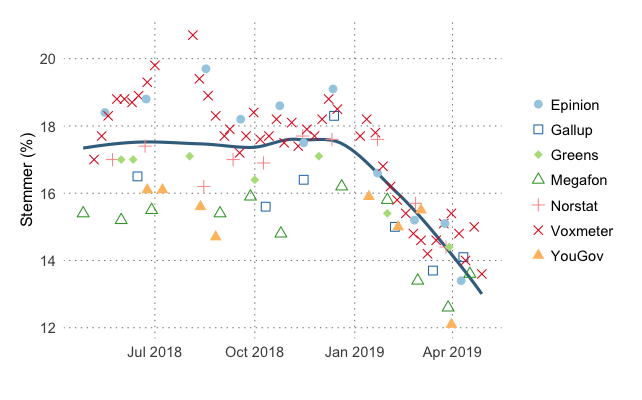 Stemmer (%)
20
18
16
14
12
Jul 2018
Oct 2018
Jan 2019
Apr 2019
Epinion
Gallup
Greens
Megafon
Norstat
Voxmeter
YouGov